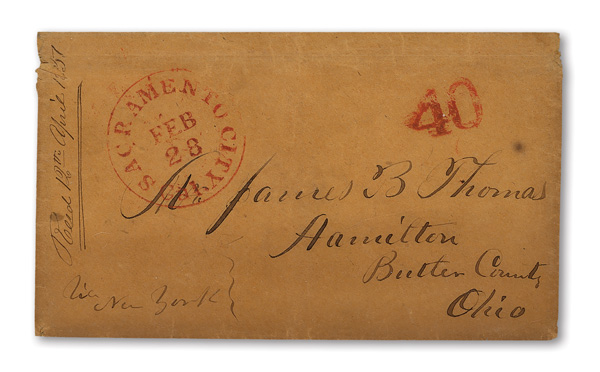 Recd 12th April 1851
SACRAMENTO CITY
FEB
28
Cal.
40
Mr. James B Thomas
Hamilton
Butler County
Ohio
Via
New York